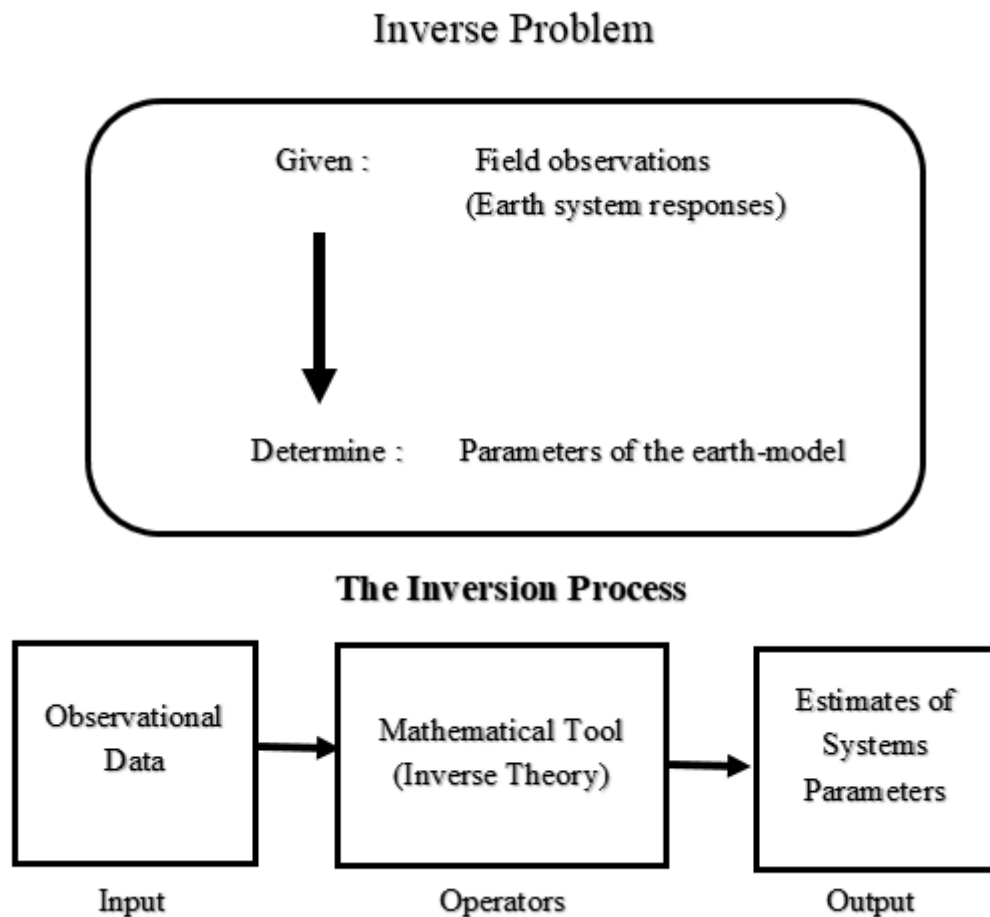 Inverse Problem
Given : Field observations
(Earth system responses)
Determine : Parameters of the earth-model
The Inversion Process
Observational
Data
Mathematical Tool
(Inverse Theory)
Estimates of
Systems
Parameters
Input Operators Output